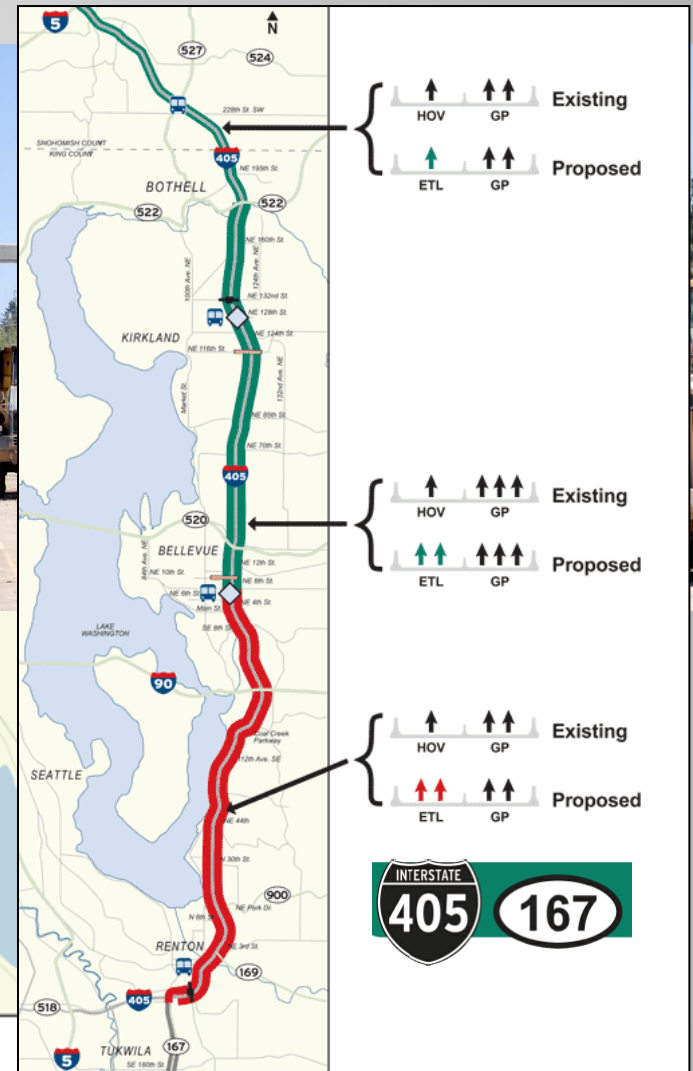 5
N
527
524
228th St. SW
HOV
GP
Existing
SNOHOMISH COUNTY
KING COUNTY
405
NE 195th St.
ETL
GP
Proposed
BOTHELL
522
522
NE 160th St.
124th Ave. NE
100th Ave. NE
NE 132nd St.
NE 128th St.
NE 124th St.
KIRKLAND
NE 116th St.
132nd Ave. NE
Market St.
NE 85th St.
NE 70th St.
405
HOV
GP
Existing
520
BELLEVUE
84th Ave. NE
NE 12th St.
NE 10th St.
NE 8th St.
NE 6th St.
NE 4th St.
Main St.
SE 8th St.
ETL
GP
Proposed
LAKE
WASHINGTON
90
Coal Creek
Parkway
112th Ave. SE
HOV
GP
Existing
SEATTLE
NE 44th
ETL
GP
Proposed
N 30th St.
900
NE Park Dr.
N 6th St.
INTERSTATE
405
167
RENTON
NE 3rd St.
169
405
518
TUKWILA
167
5
SE 180th St.